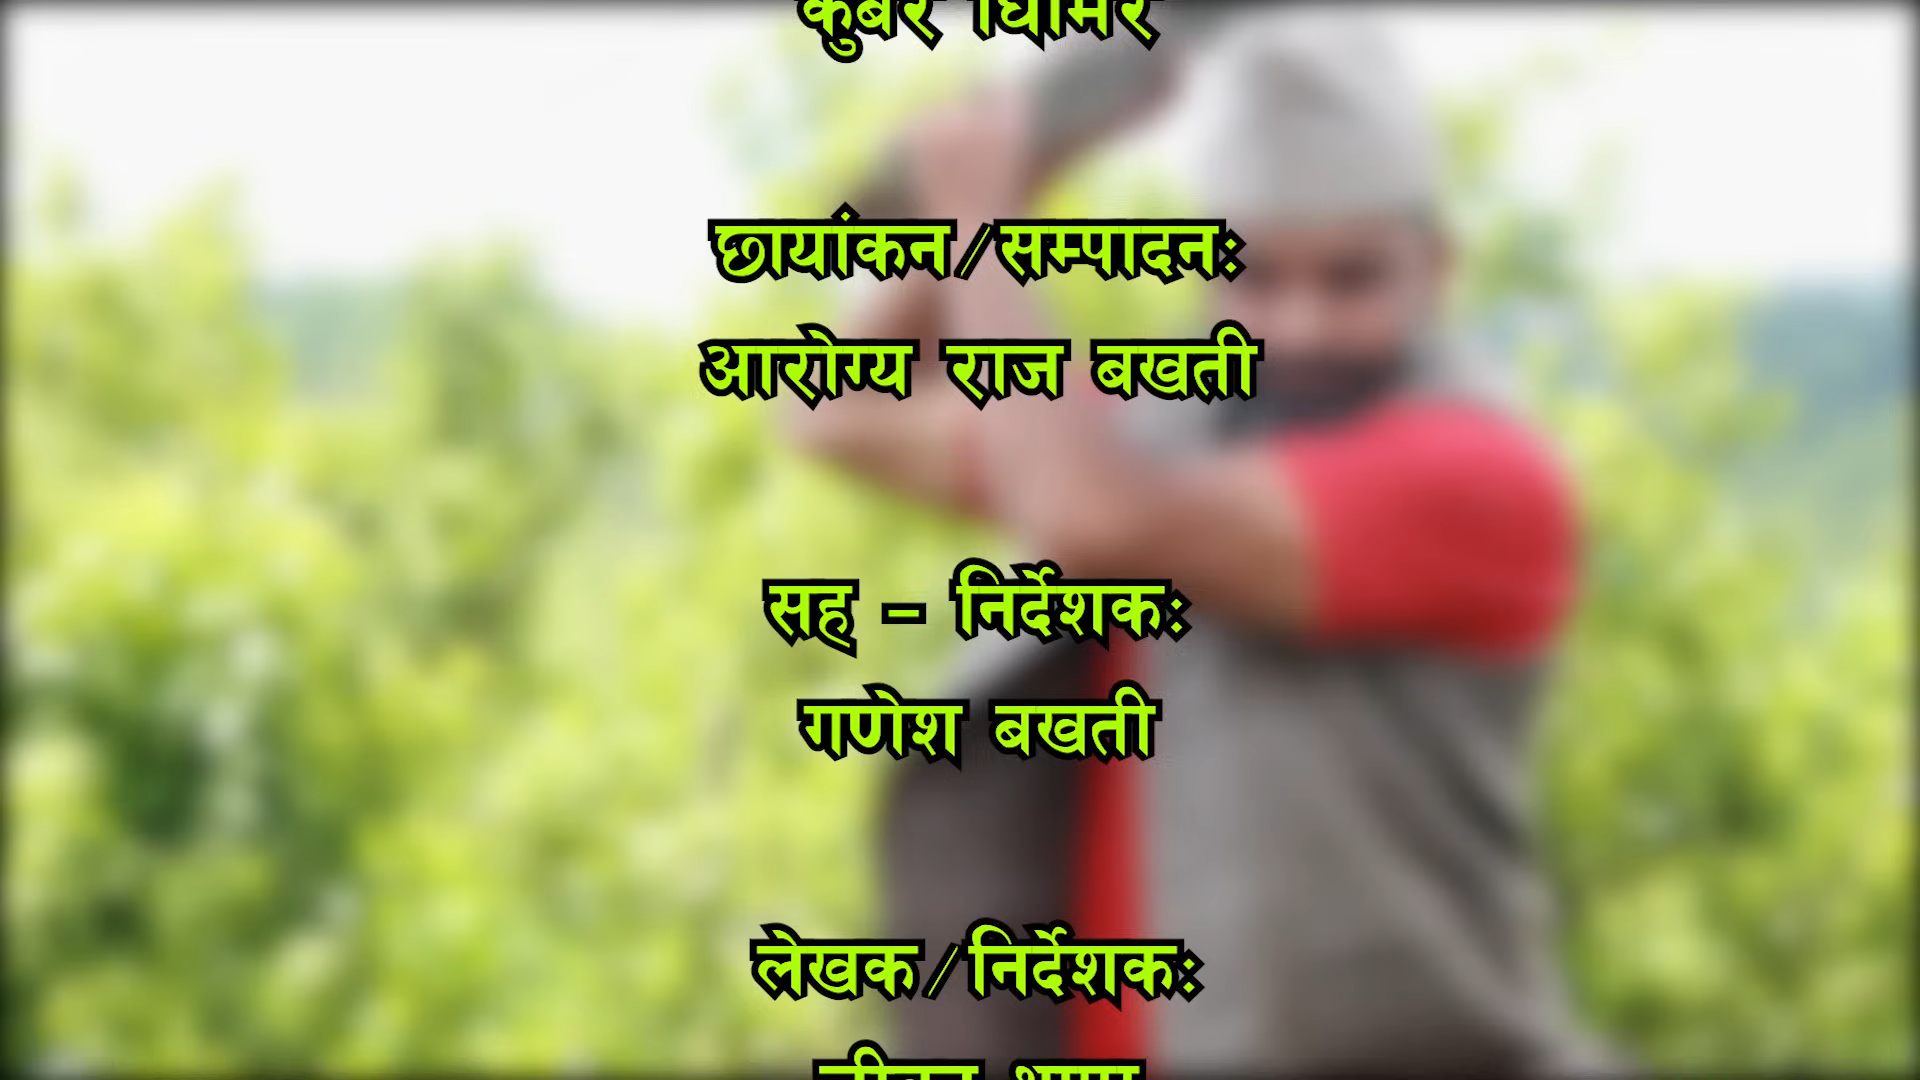 कुबेर घिमिरे
छायांकन/सम्पादनः
आरोग्य राज बखती
सह - निर्देशकः
गणेश बखती
लेखक/निर्देशकः